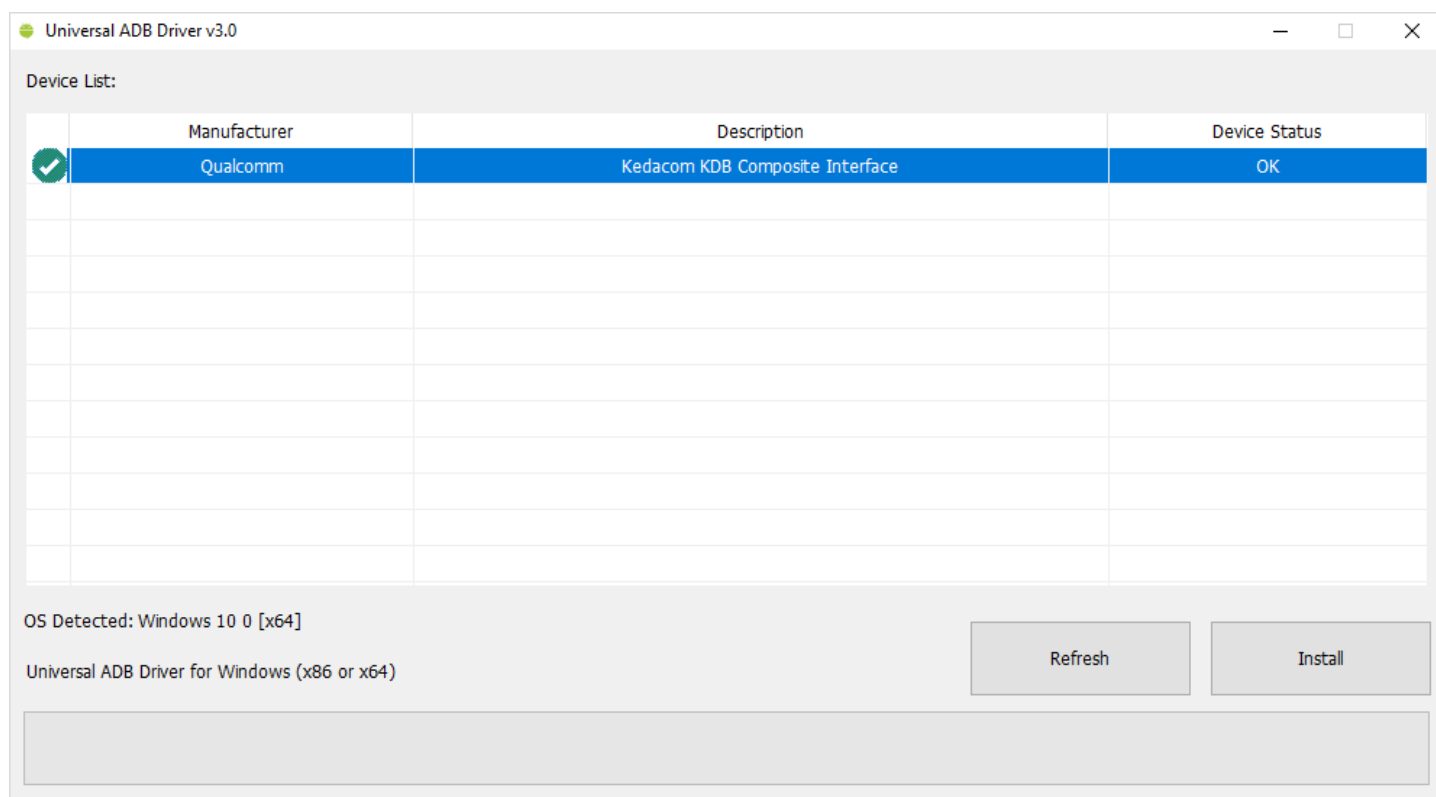 Universal ADB Driver v3.0
Device List:
Manufacturer Description Device Status
Qualcomm Kedacom KDB Composite Interface OK
OS Detected: Windows 10 0 [x64]
Refresh Install
Universal ADB Driver for Windows (x86 or x64)